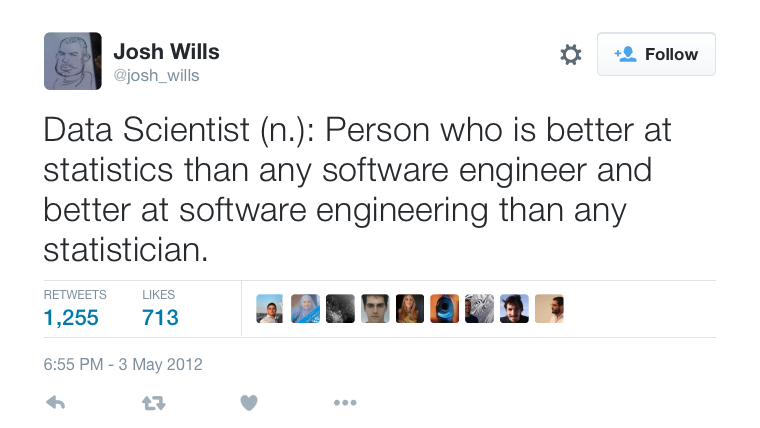 Josh Wills
@josh_wills
Follow
Data Scientist (n.): Person who is better at
statistics than any software engineer and
better at software engineering than any
statistician.
RETWEETS LIKES
1,255 713
6:55 PM - 3 May 2012